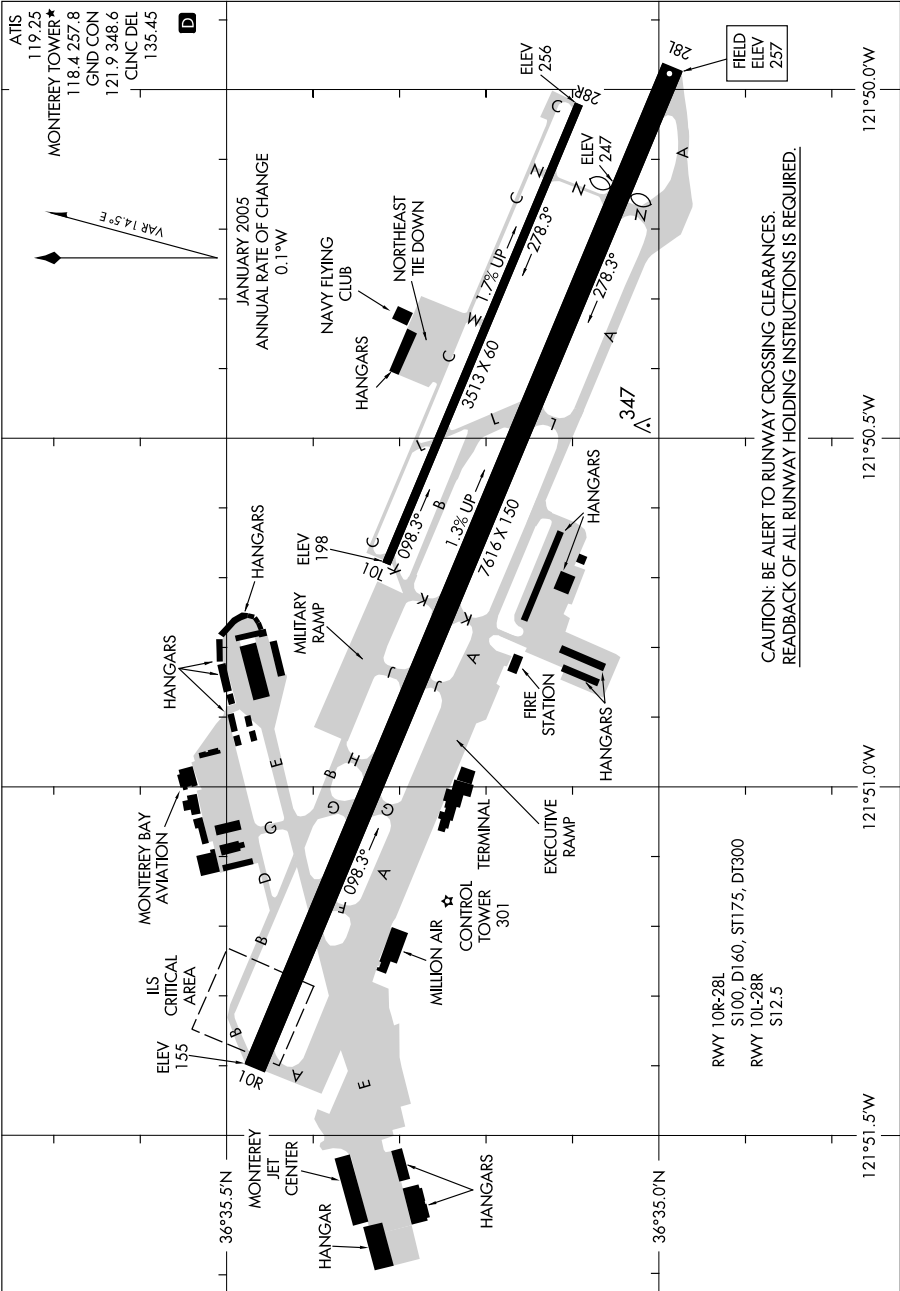 ATIS
119.25
MONTEREY TOWER★
118.4 257.8
GND CON
121.9 348.6
CLNC DEL
135.45
D
VAR 14.5° E
JANUARY 2005
ANNUAL RATE OF CHANGE
0.1°W
ELEV
256
28R
28L
FIELD
ELEV
257
ELEV
247
121°50.0'W
NAVY FLYING
CLUB
NORTHEAST
TIE DOWN
HANGARS
C
C
N
N
N
N
C
1.7% UP
278.3°
278.3°
A
A
3513 X 60
347
121°50.5'W
L
L
L
B
C
098.3°
10L
ELEV
198
1.3% UP
7616 X 150
HANGARS
HANGARS
HANGARS
MILITARY
RAMP
K
K
K
J
J
A
FIRE
STATION
HANGARS
CAUTION: BE ALERT TO RUNWAY CROSSING CLEARANCES.
READBACK OF ALL RUNWAY HOLDING INSTRUCTIONS IS REQUIRED.
MONTEREY BAY
AVIATION
E
H
B
G
G
G
D
F
098.3°
A
B
TERMINAL
EXECUTIVE
RAMP
121°51.0'W
CONTROL
TOWER
301
MILLION AIR
ILS
CRITICAL
AREA
B
ELEV
155
10R
A
E
RWY 10R-28L
S100, D160, ST175, DT300
RWY 10L-28R
S12.5
MONTEREY
JET
CENTER
HANGAR
HANGARS
121°51.5'W
36°35.5'N
36°35.0'N